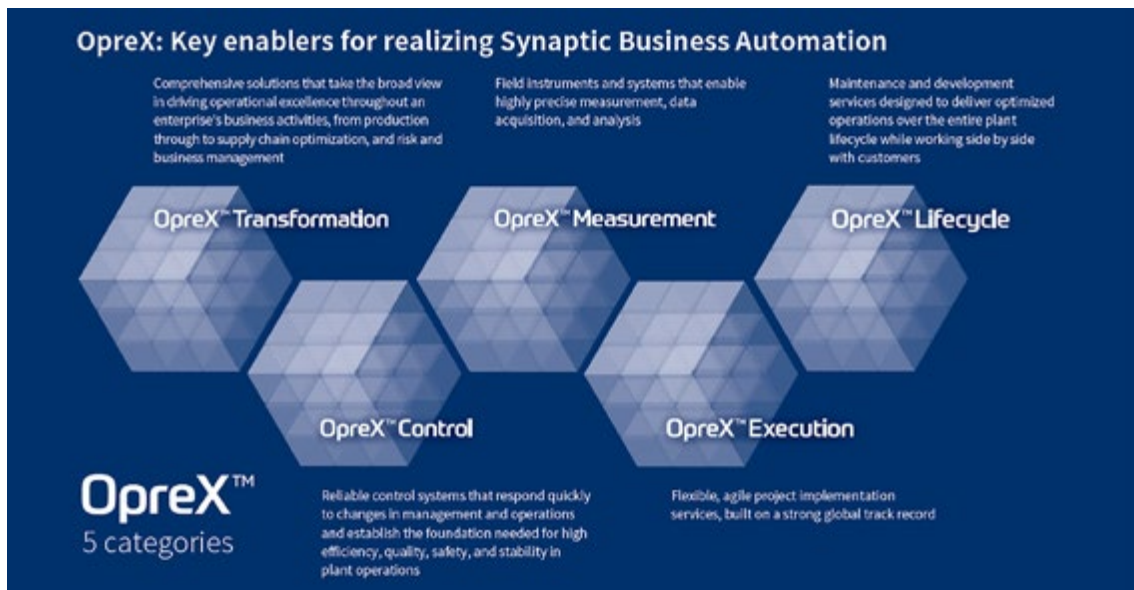 OpreX: Key enablers for realizing Synaptic Business Automation
Comprehensive solutions that take the broad view
in driving operational excellence throughout an
enterprise's business activities, from production
through to supply chain optimization, and risk and
business management
Field instruments and systems that enable
highly precise measurement, data
acquisition, and analysis
Maintenance and development
services designed to deliver optimized
operations over the entire plant
lifecycle while working side by side
with customers
OpreX™ Transformation
OpreX™ Measurement
OpreX™ Lifecycle
OpreX™ Control
OpreX™ Execution
OpreX™
5 categories
Reliable control systems that respond quickly
to changes in management and operations
and establish the foundation needed for high
efficiency, quality, safety, and stability in
plant operations
Flexible, agile project implementation
services, built on a strong global track record